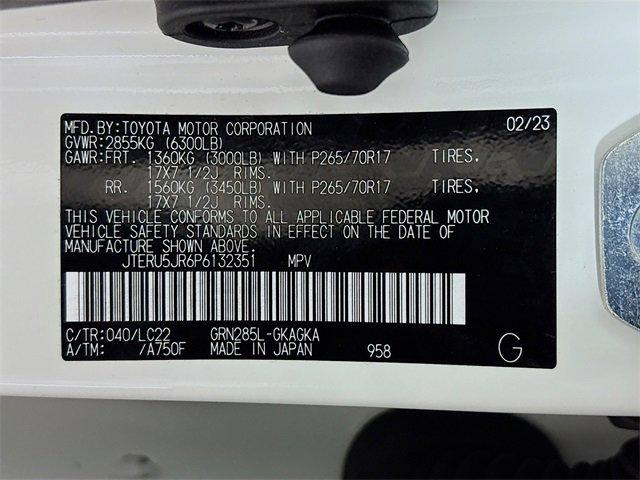 MFD.BY:TOYOTA MOTOR CORPORATION 02/23
GVWR:2855KG (6300LB)
GAWR:FRT. 1360KG (3000LB) WITH P265/70R17 TIRES,
17X7 1/2J RIMS.
RR. 1560KG (3450LB) WITH P265/70R17 TIRES,
17X7 1/2J RIMS.
THIS VEHICLE CONFORMS TO ALL APPLICABLE FEDERAL MOTOR
VEHICLE SAFETY STANDARDS IN EFFECT ON THE DATE OF
MANUFACTURE SHOWN ABOVE.
JTERU5JR6P6132351 MPV
C/TR:040/LC22 GRN285L-GKAGKA
A/TM: /A750F MADE IN JAPAN 958 G